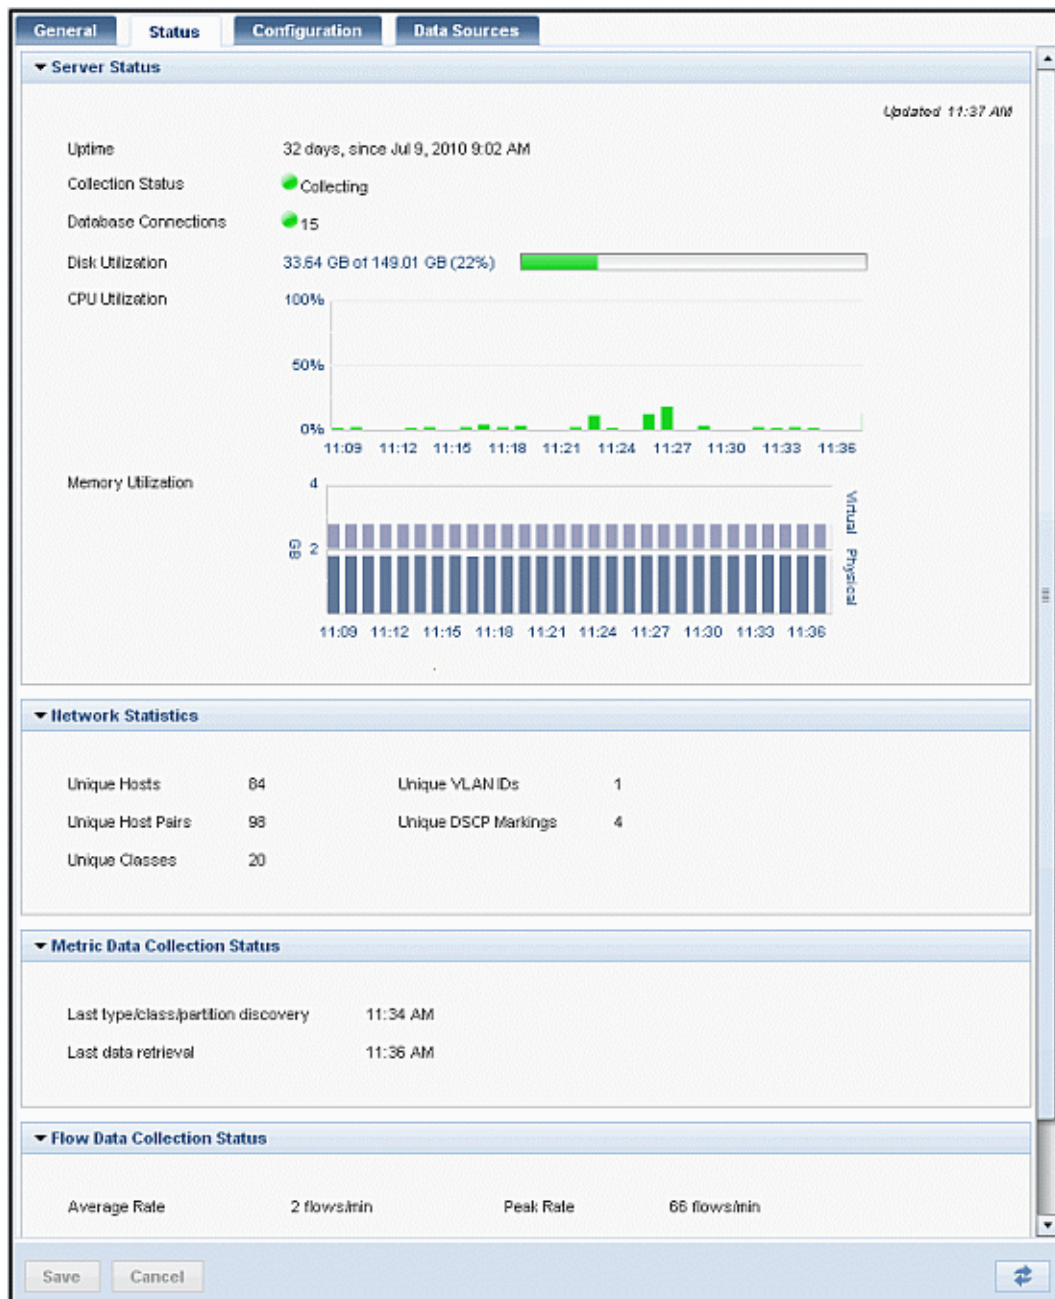 General Status Configuration Data Sources
Server Status
Updated 11:37 AM
Uptime 32 days, since Jul 9, 2010 9:02 AM
Collection Status Collecting
Database Connections 15
Disk Utilization 33.64 GB of 149.01 GB (22%)
CPU Utilization 100%
50%
0%
11:09 11:12 11:15 11:18 11:21 11:24 11:27 11:30 11:33 11:36
Memory Utilization 4
GB 2
Virtual Physical
11:09 11:12 11:15 11:18 11:21 11:24 11:27 11:30 11:33 11:36
Network Statistics
Unique Hosts 84 Unique VLAN IDs 1
Unique Host Pairs 98 Unique DSCP Markings 4
Unique Classes 20
Metric Data Collection Status
Last type/class/partition discovery 11:34 AM
Last data retrieval 11:36 AM
Flow Data Collection Status
Average Rate 2 flows/min Peak Rate 66 flows/min
Save Cancel